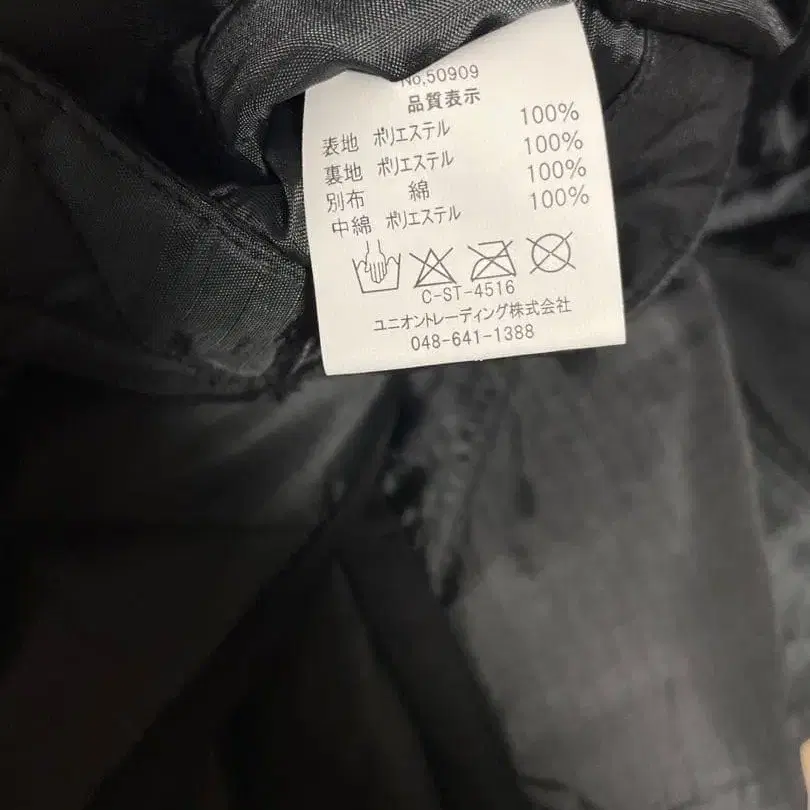 No,50909
品質表示
表地 ポリエステル 100%
裏地 ポリエステル 100%
別布 綿 100%
中綿 ポリエステル 100%
C-ST-4516
ユニオントレーディング株式会社
048-641-1388